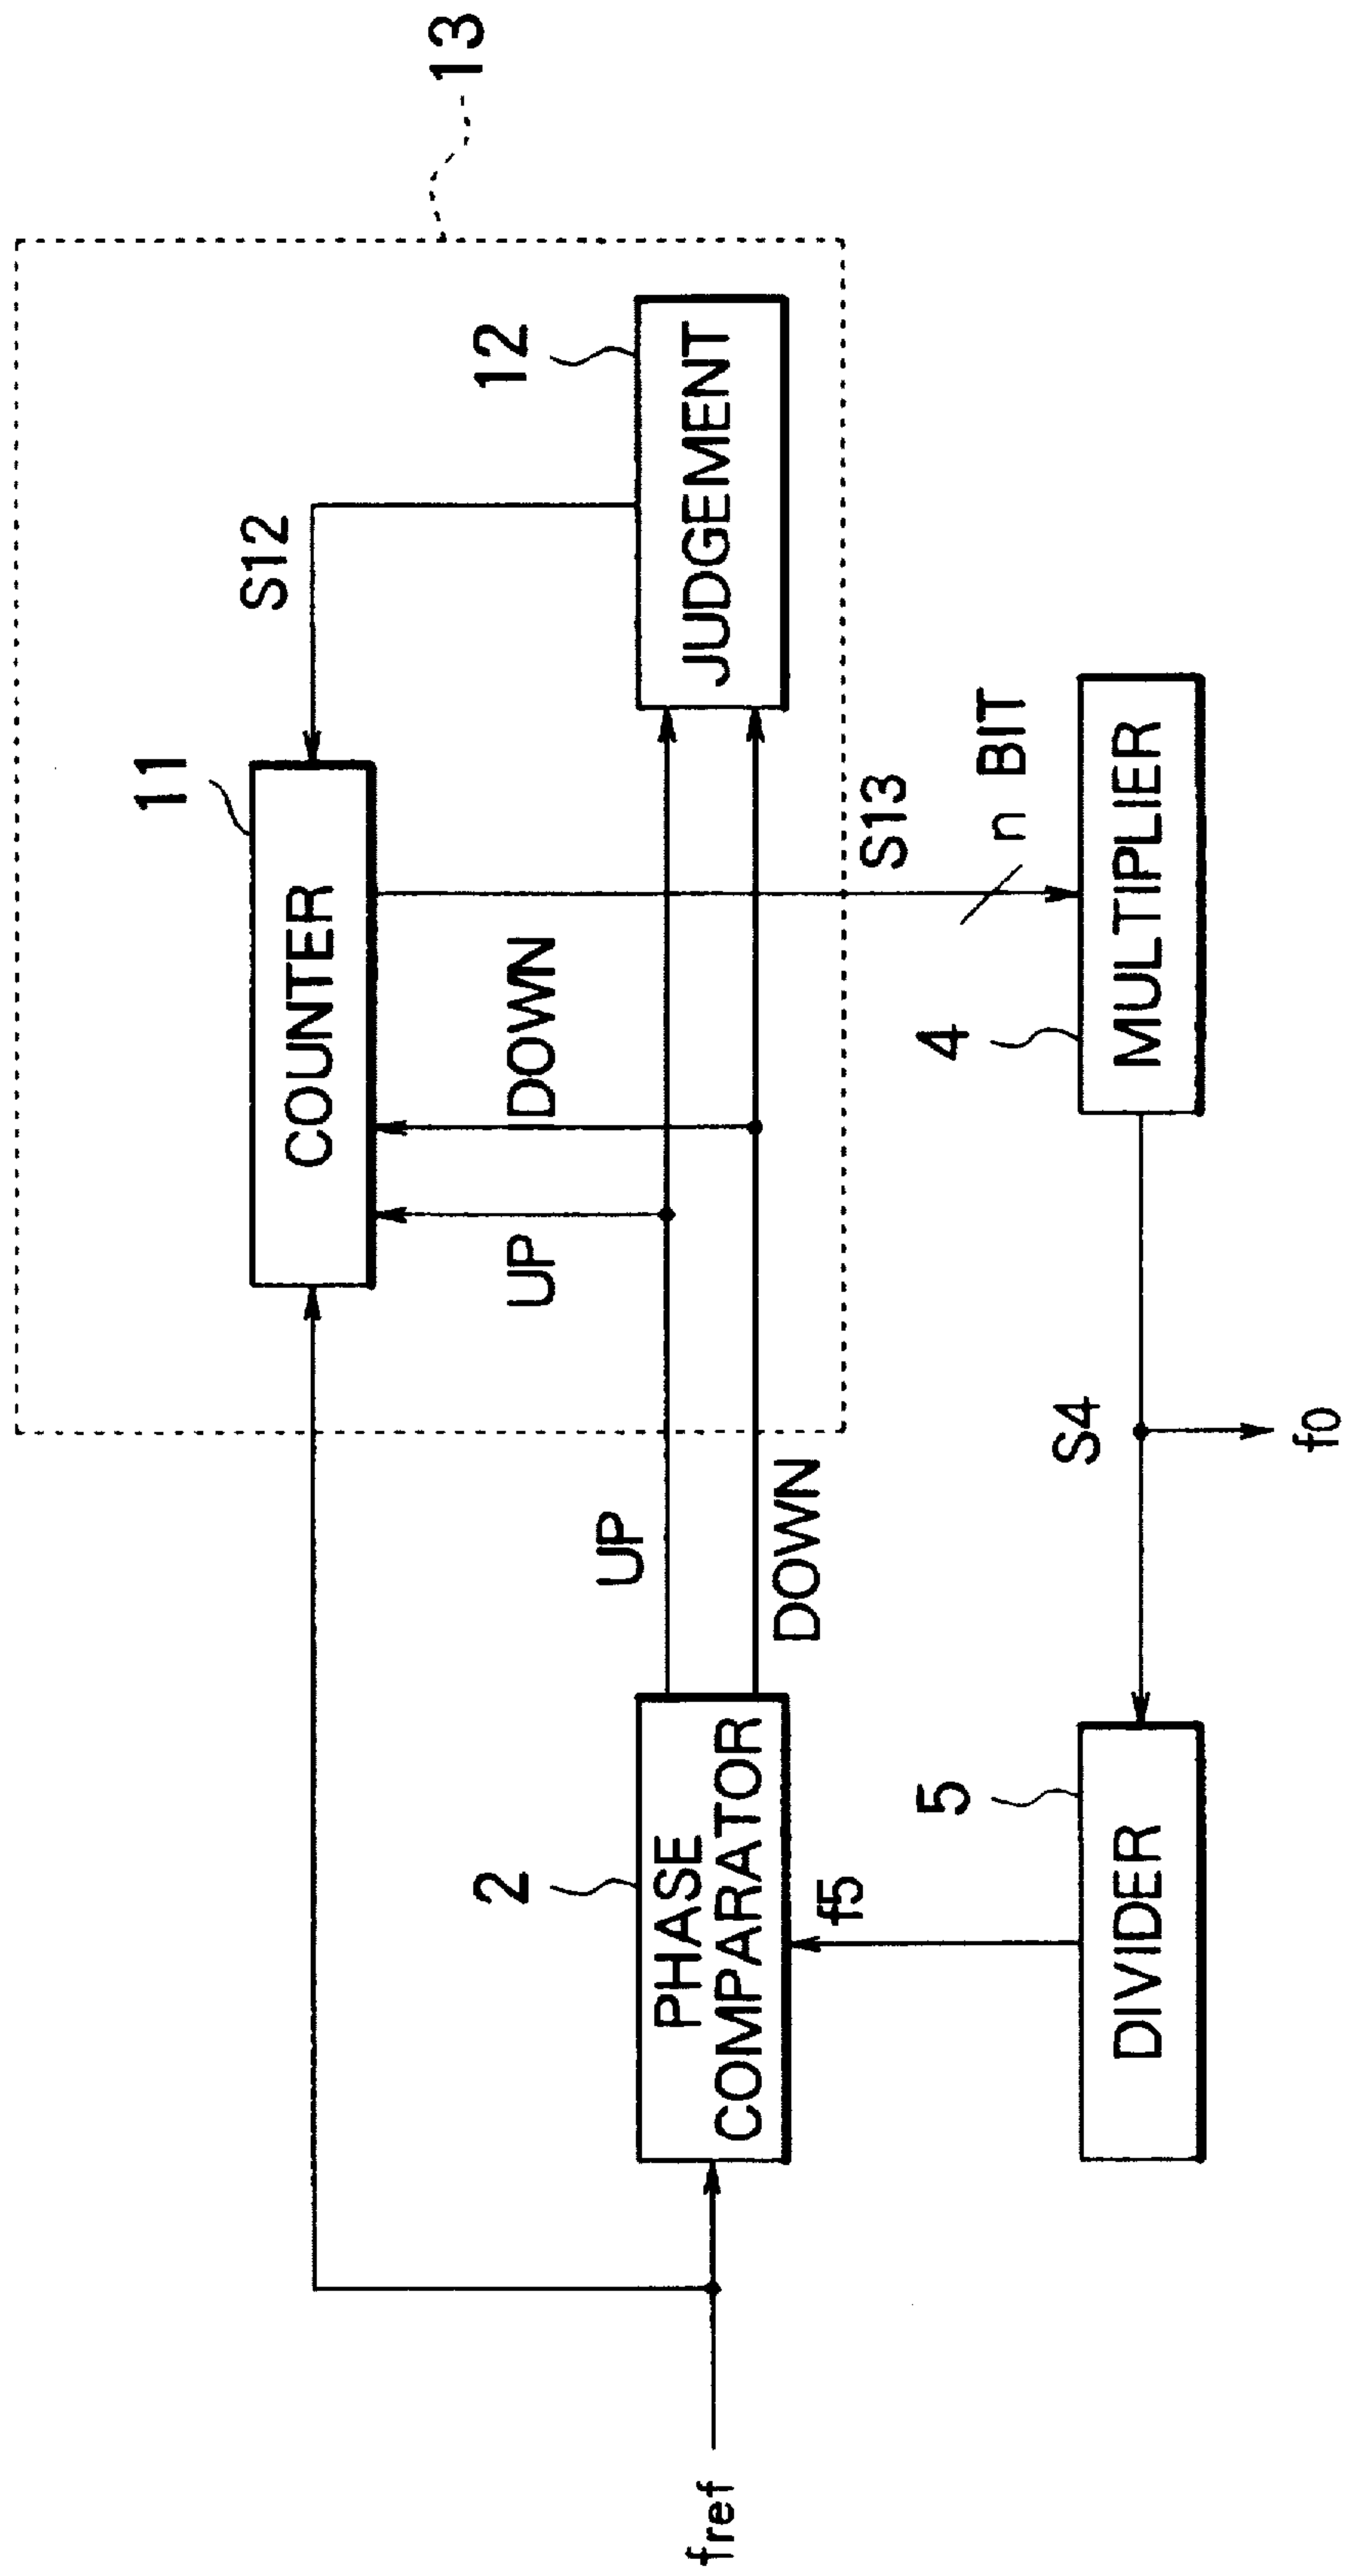 13
11
S12
12
COUNTER
JUDGEMENT
UP
DOWN
UP
DOWN
S13
n BIT
fref
2
PHASE
COMPARATOR
f5
5
DIVIDER
S4
f0
4
MULTIPLIER